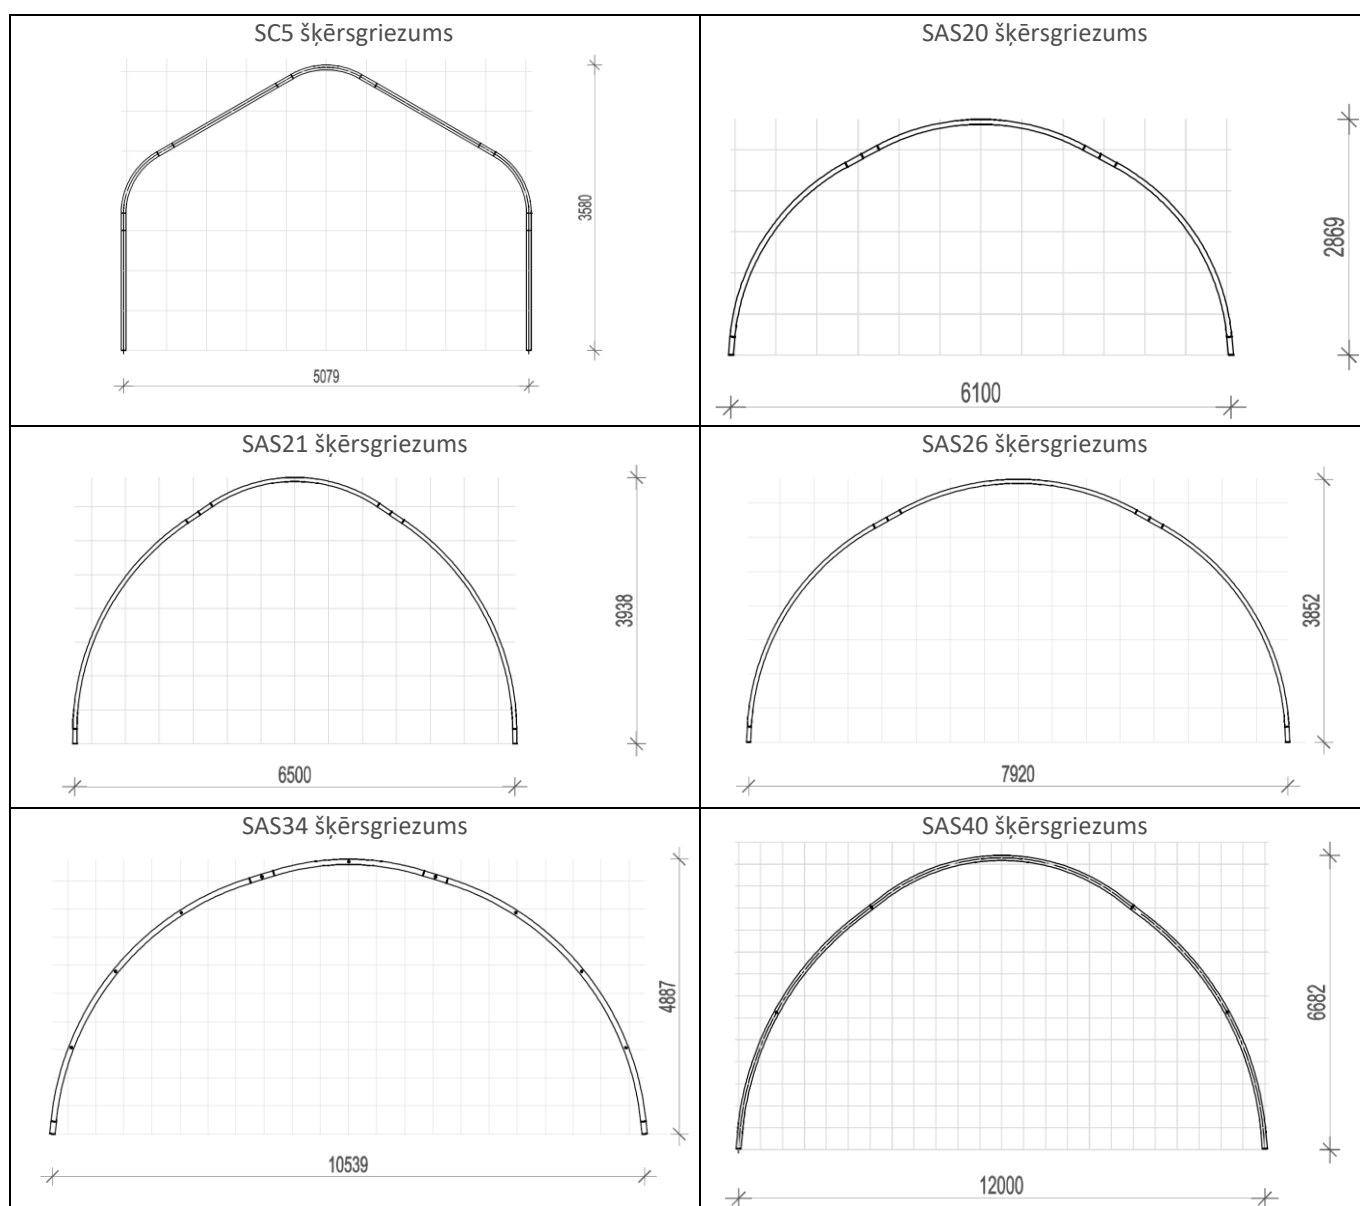 SC5 šķērsgriezums
3580
5079
SAS20 šķērsgriezums
2869
6100
SAS21 šķērsgriezums
3938
6500
SAS26 šķērsgriezums
3852
7920
SAS34 šķērsgriezums
4887
10539
SAS40 šķērsgriezums
6682
12000